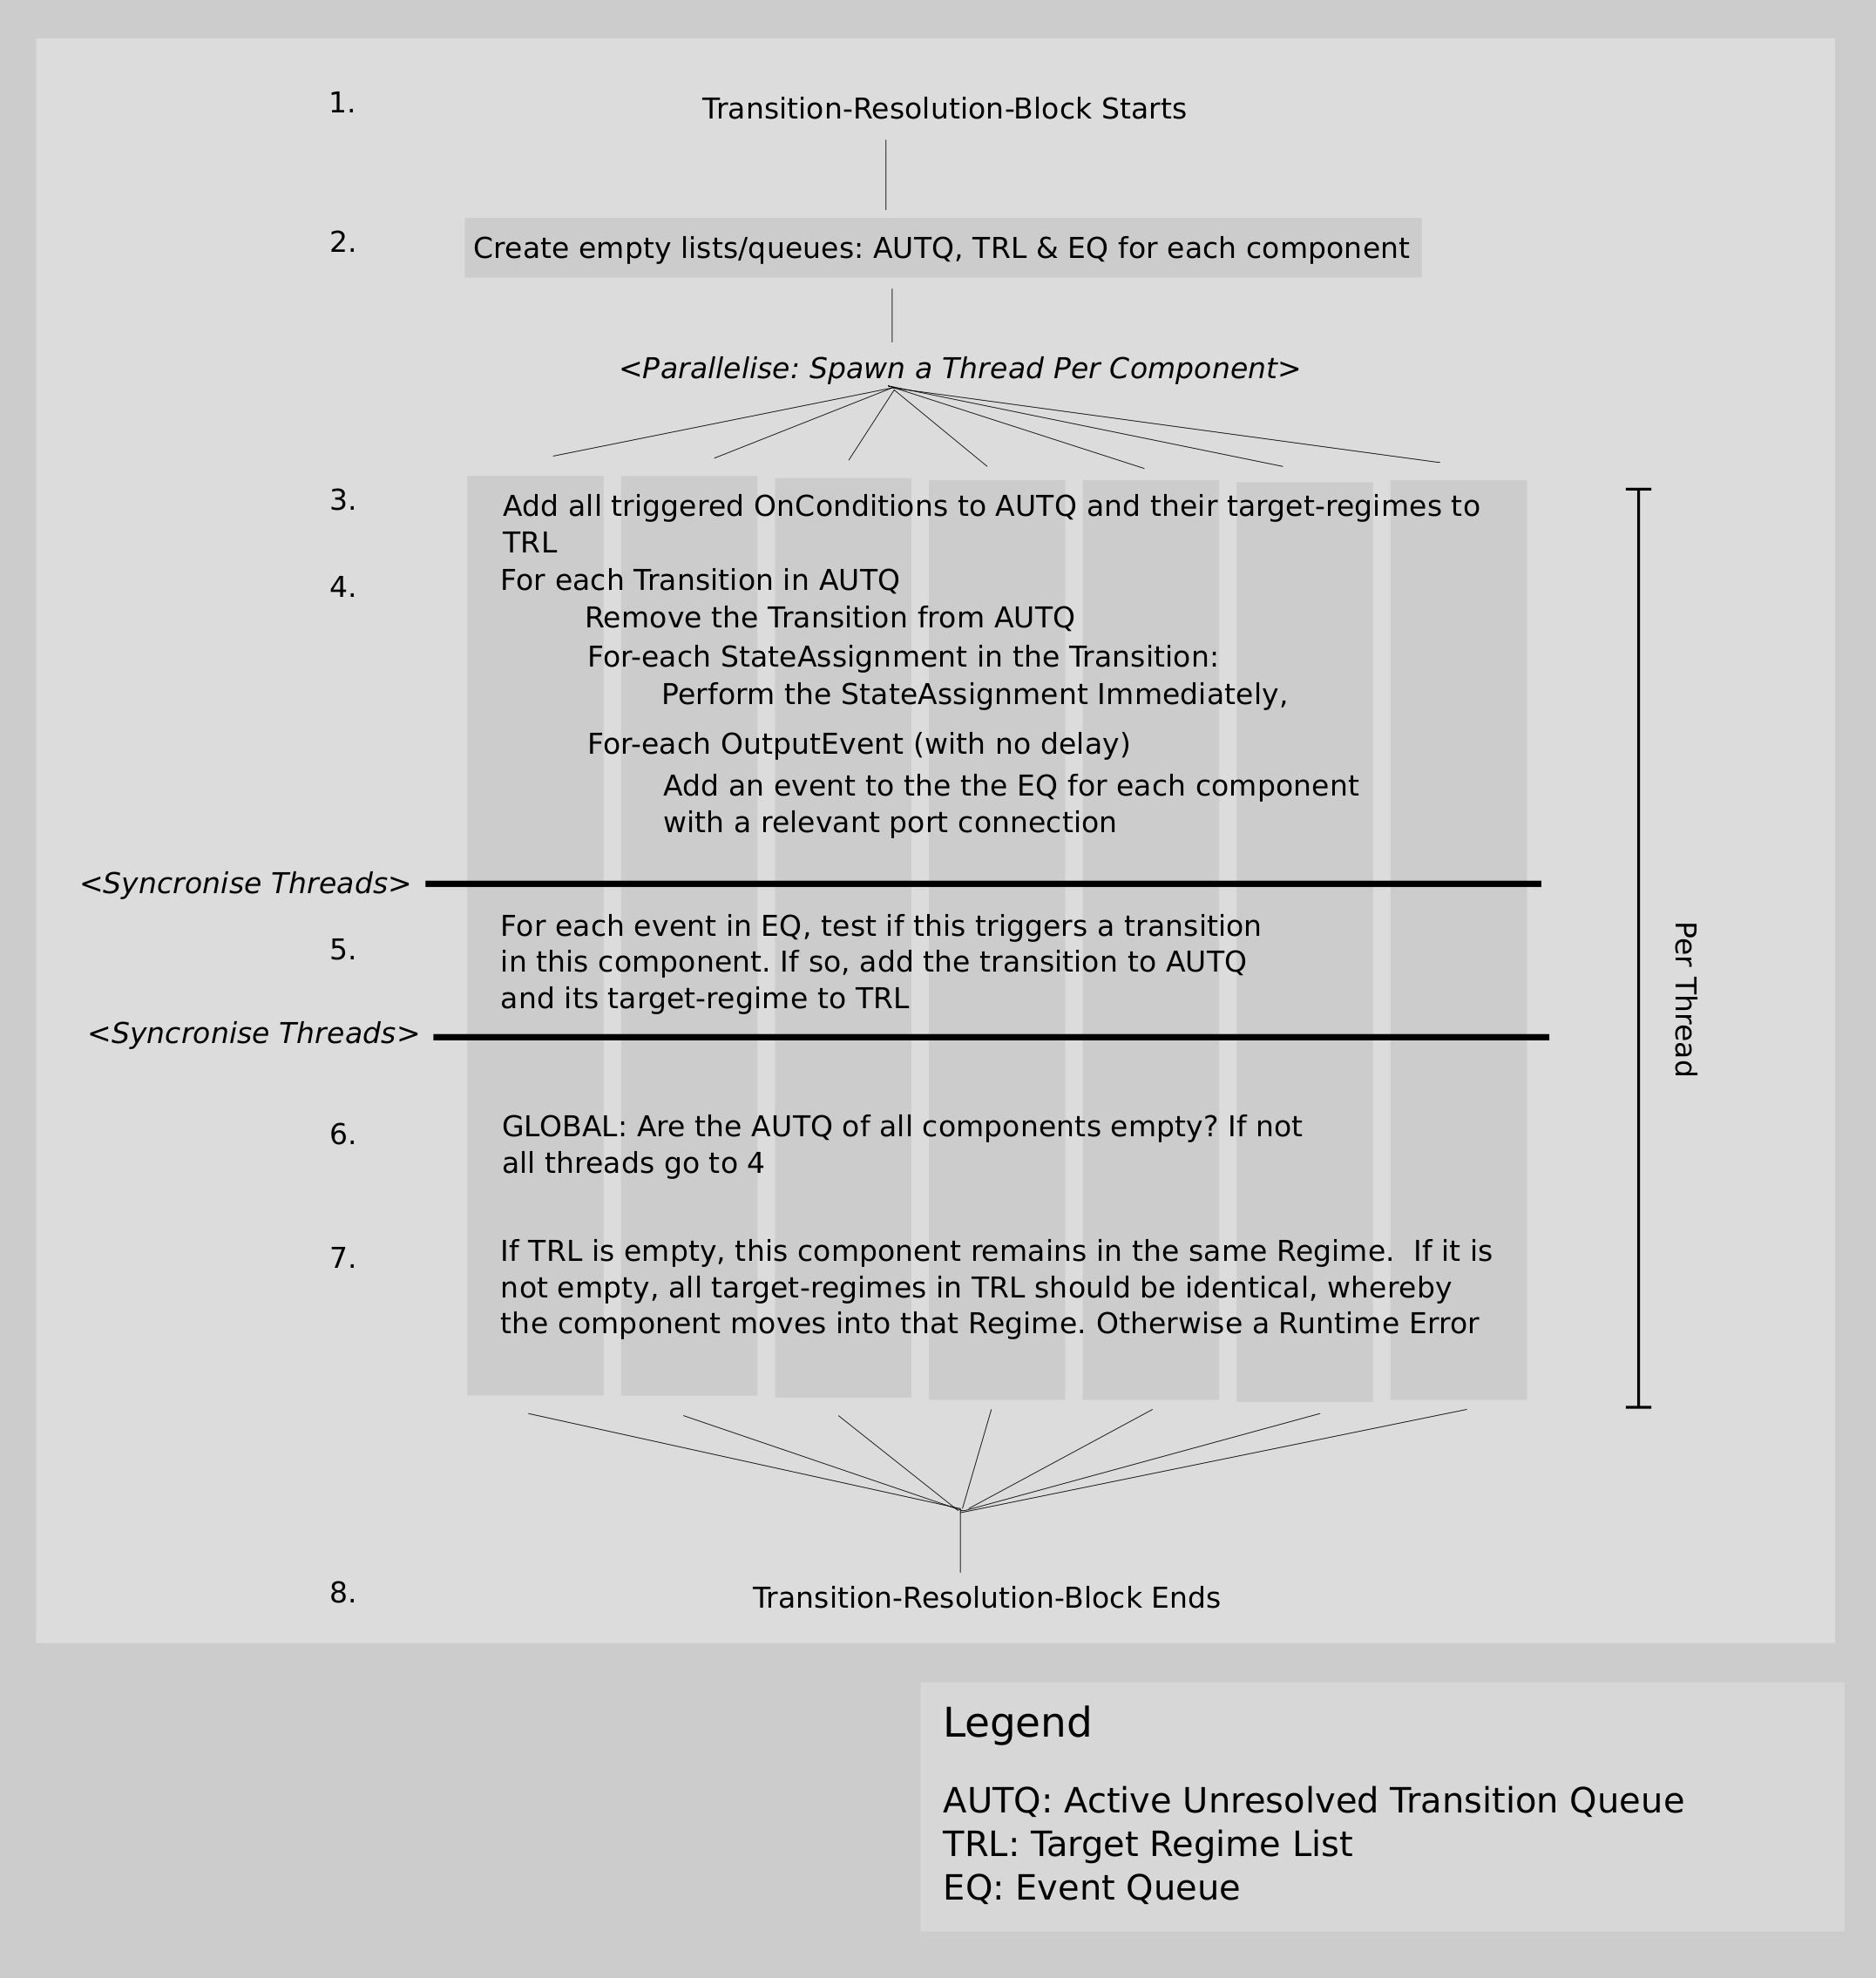 1.
Transition-Resolution-Block Starts
2.
Create empty lists/queues: AUTQ, TRL & EQ for each component
<Parallelise: Spawn a Thread Per Component>
3.
Add all triggered OnConditions to AUTQ and their target-regimes to
TRL
4.
For each Transition in AUTQ
Remove the Transition from AUTQ
For-each StateAssignment in the Transition:
Perform the StateAssignment Immediately,
For-each OutputEvent (with no delay)
Add an event to the the EQ for each component
with a relevant port connection
<Syncronise Threads>
5.
For each event in EQ, test if this triggers a transition
in this component. If so, add the transition to AUTQ
and its target-regime to TRL
<Syncronise Threads>
Per Thread
6.
GLOBAL: Are the AUTQ of all components empty? If not
all threads go to 4
7.
If TRL is empty, this component remains in the same Regime.  If it is
not empty, all target-regimes in TRL should be identical, whereby
the component moves into that Regime. Otherwise a Runtime Error
8.
Transition-Resolution-Block Ends
Legend
AUTQ: Active Unresolved Transition Queue
TRL: Target Regime List
EQ: Event Queue